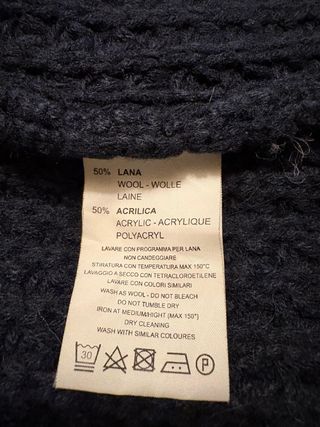 50% LANA
WOOL - WOLLE
LAINE
50% ACRILICA
ACRYLIC - ACRYLIQUE
POLYACRYL
LAVARE CON PROGRAMMA PER LANA
NON CANDEGGIARE
STIRATURA CON TEMPERATURA MAX 150°C
LAVAGGIO A SECCO CON TETRACLOROETILENE
LAVARE CON COLORI SIMILARI
WASH AS WOOL - DO NOT BLEACH
DO NOT TUMBLE DRY
IRON AT MEDIUM/HIGHT (MAX 150°)
DRY CLEANING
WASH WITH SIMILAR COLOURES
30 P